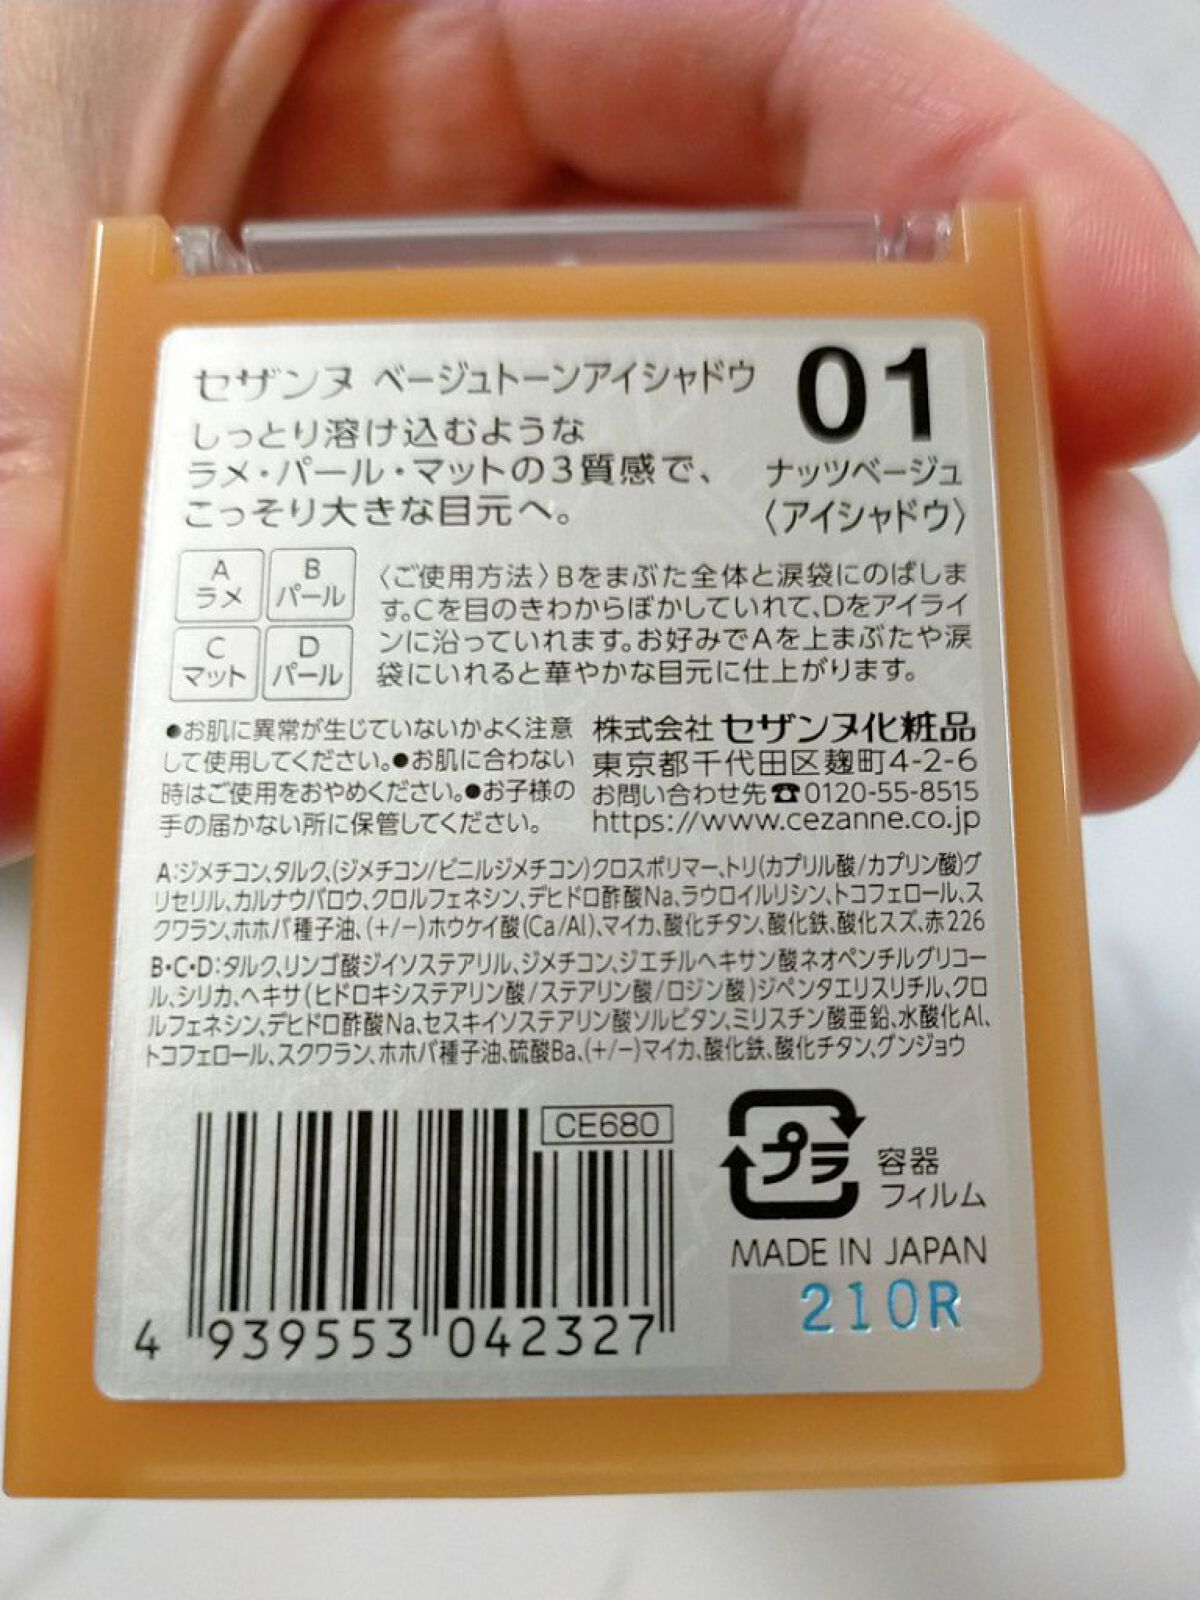 セザンヌ ベージュトーンアイシャドウ
01
しっとり溶け込むような
ラメ・パール・マットの3質感で、
こっそり大きな目元へ。
ナッツベージュ
〈アイシャドウ〉
A
ラメ
B
パール
C
マット
D
パール
〈ご使用方法〉Bをまぶた全体と涙袋にのばしま
す。Cを目のきわからぼかしていれて、Dをアイライ
ンに沿っていれます。お好みでAを上まぶたや涙
袋にいれると華やかな目元に仕上がります。
●お肌に異常が生じていないかよく注意
して使用してください。●お肌に合わない
時はご使用をおやめください。●お子様の
手の届かない所に保管してください。
株式会社 セザンヌ化粧品
東京都千代田区麹町4-2-6
お問い合わせ先☎0120-55-8515
https://www.cezanne.co.jp
A:ジメチコン、タルク、(ジメチコン/ビニルジメチコン)クロスポリマー、トリ(カプリル酸/カプリン酸)グ
リセリル、カルナウバロウ、クロルフェネシン、デヒドロ酢酸Na、ラウロイルリシン、トコフェロール、ス
クワラン、ホホバ種子油、(+/−)ホウケイ酸(Ca/Al)、マイカ、酸化チタン、酸化鉄、酸化スズ、赤226
B・C・D:タルク、リンゴ酸ジイソステアリル、ジメチコン、ジエチルヘキサン酸ネオペンチルグリコー
ル、シリカ、ヘキサ(ヒドロキシステアリン酸/ステアリン酸/ロジン酸)ジペンタエリスリチル、クロ
ルフェネシン、デヒドロ酢酸Na、セスキイソステアリン酸ソルビタン、ミリスチン酸亜鉛、水酸化Al、
トコフェロール、スクワラン、ホホバ種子油、硫酸Ba、(+/−)マイカ、酸化鉄、酸化チタン、グンジョウ
CE680
4 939553 042327
プラ
容器
フィルム
MADE IN JAPAN
210R